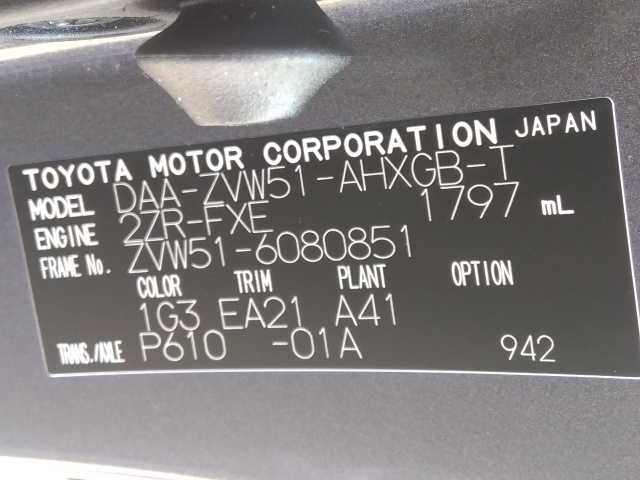 TOYOTA MOTOR CORPORATION JAPAN
MODEL DAA-ZVW51-AHXGB-T
ENGINE 2ZR-FXE 1797 mL
FRAME No. ZVW51-6080851
COLOR TRIM PLANT OPTION
1G3 EA21 A41
TRANS./AXLE P610 -01A 942